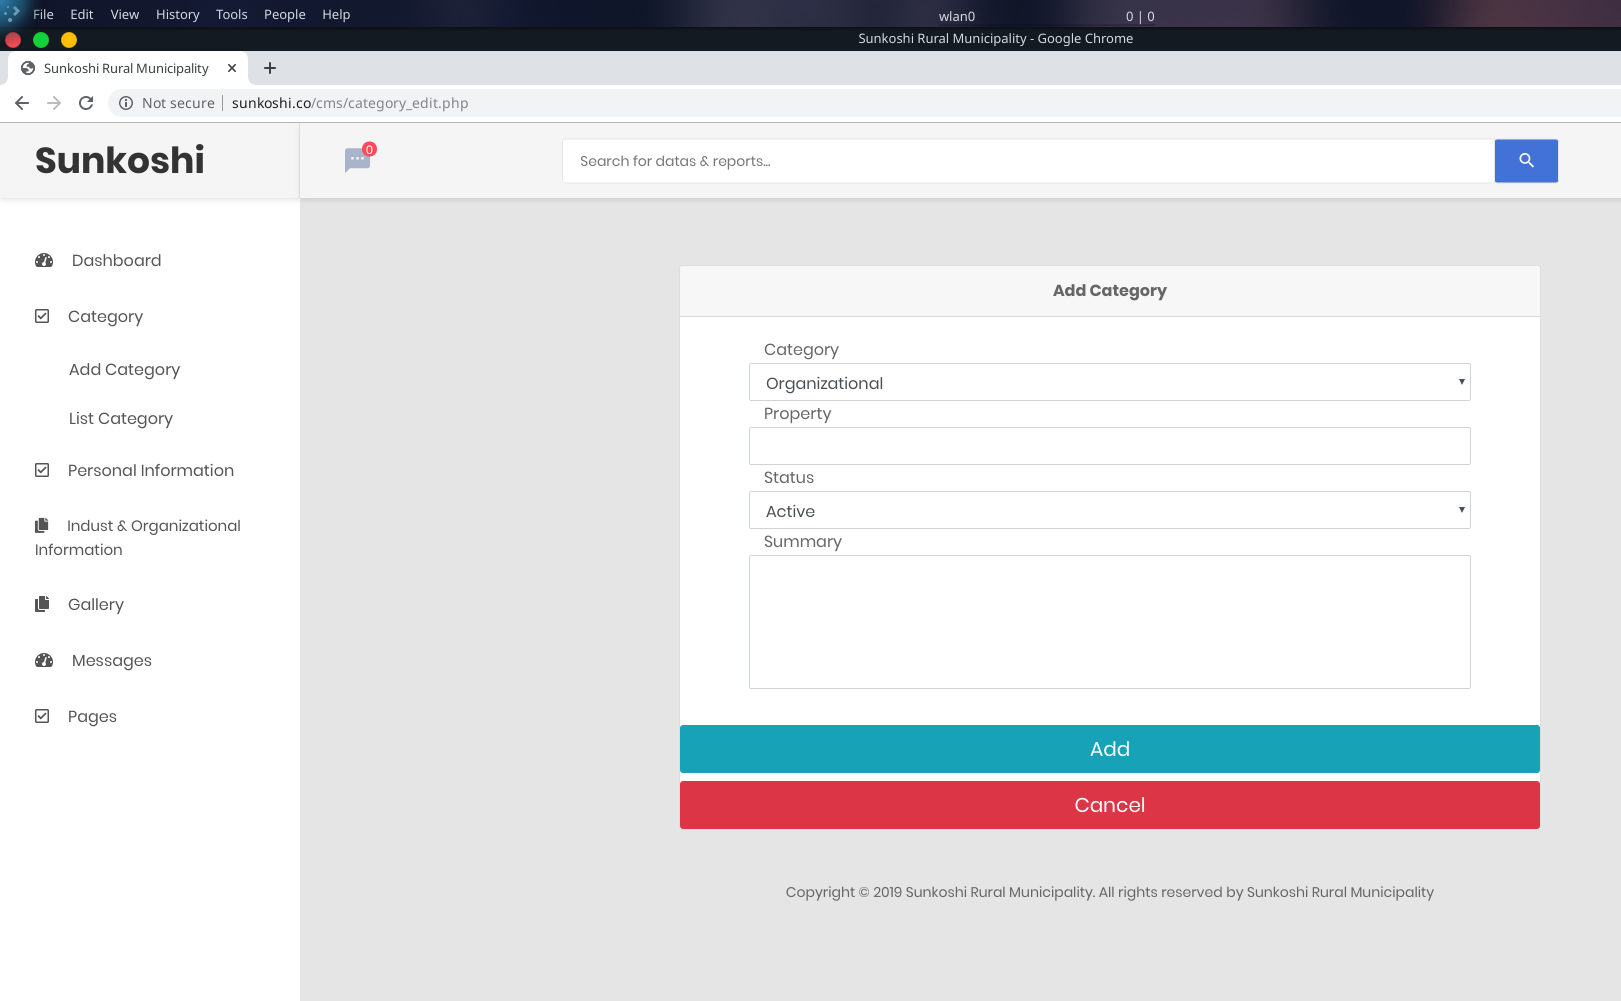 File Edit View History Tools People Help
wlan0
0 | 0
Sunkoshi Rural Municipality - Google Chrome
Sunkoshi Rural Municipality
Not secure
sunkoshi.co/cms/category_edit.php
Sunkoshi
0
Search for datas & reports...
Dashboard
Category
Add Category
List Category
Personal Information
Indust & Organizational
Information
Gallery
Messages
Pages
Add Category
Category
Organizational
Property
Status
Active
Summary
Add
Cancel
Copyright © 2019 Sunkoshi Rural Municipality. All rights reserved by Sunkoshi Rural Municipality